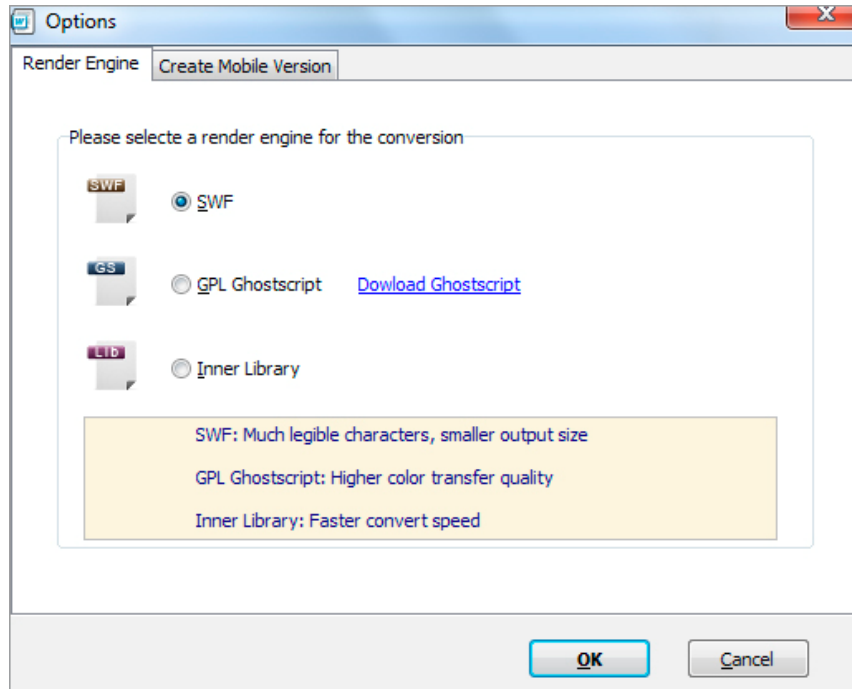 Options
Render Engine
Create Mobile Version
Please selecte a render engine for the conversion
SWF
SWF
GS
GPL Ghostscript Dowload Ghostscript
Lib
Inner Library
SWF: Much legible characters, smaller output size
GPL Ghostscript: Higher color transfer quality
Inner Library: Faster convert speed
OK
Cancel